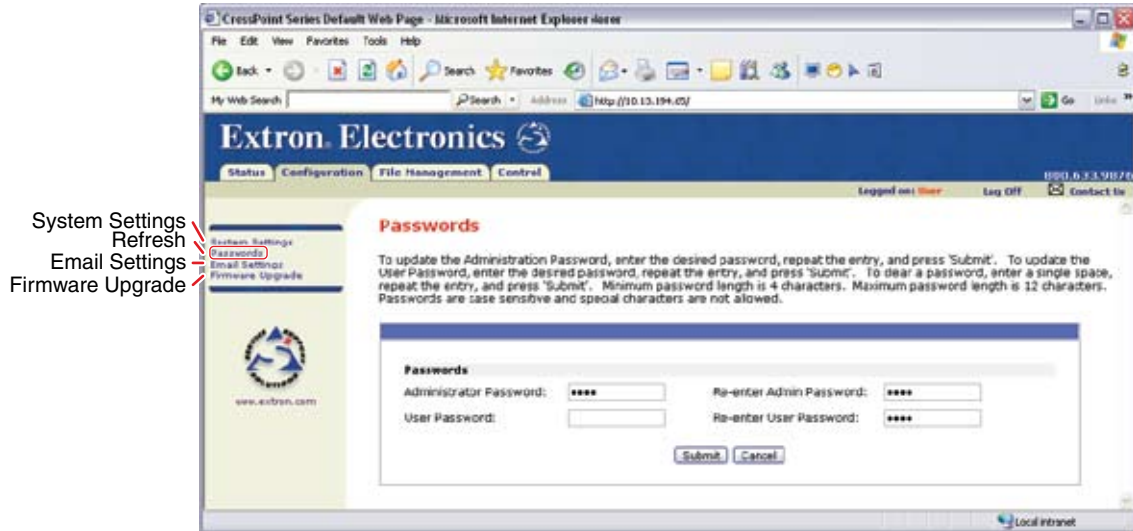 CrossPoint Series Default Web Page - Microsoft Internet Explorer
File Edit View Favorites Tools Help
Back Search Favorites
My Web Search Search Address Go Links
Extron. Electronics
Status Configuration File Management Control
800.633.9876
Logged on: User Log Off Contact Us
System Settings
Refresh
Email Settings
Firmware Upgrade
System Settings
Passwords
Email Settings
Firmware Upgrade
www.extron.com
Passwords
To update the Administration Password, enter the desired password, repeat the entry, and press 'Submit'. To update the
User Password, enter the desired password, repeat the entry, and press 'Submit'. To clear a password, enter a single space,
repeat the entry, and press 'Submit'. Minimum password length is 4 characters. Maximum password length is 12 characters.
Passwords are case sensitive and special characters are not allowed.
Passwords
Administrator Password: •••• Re-enter Admin Password: ••••
User Password: Re-enter User Password: ••••
Submit Cancel
Local intranet